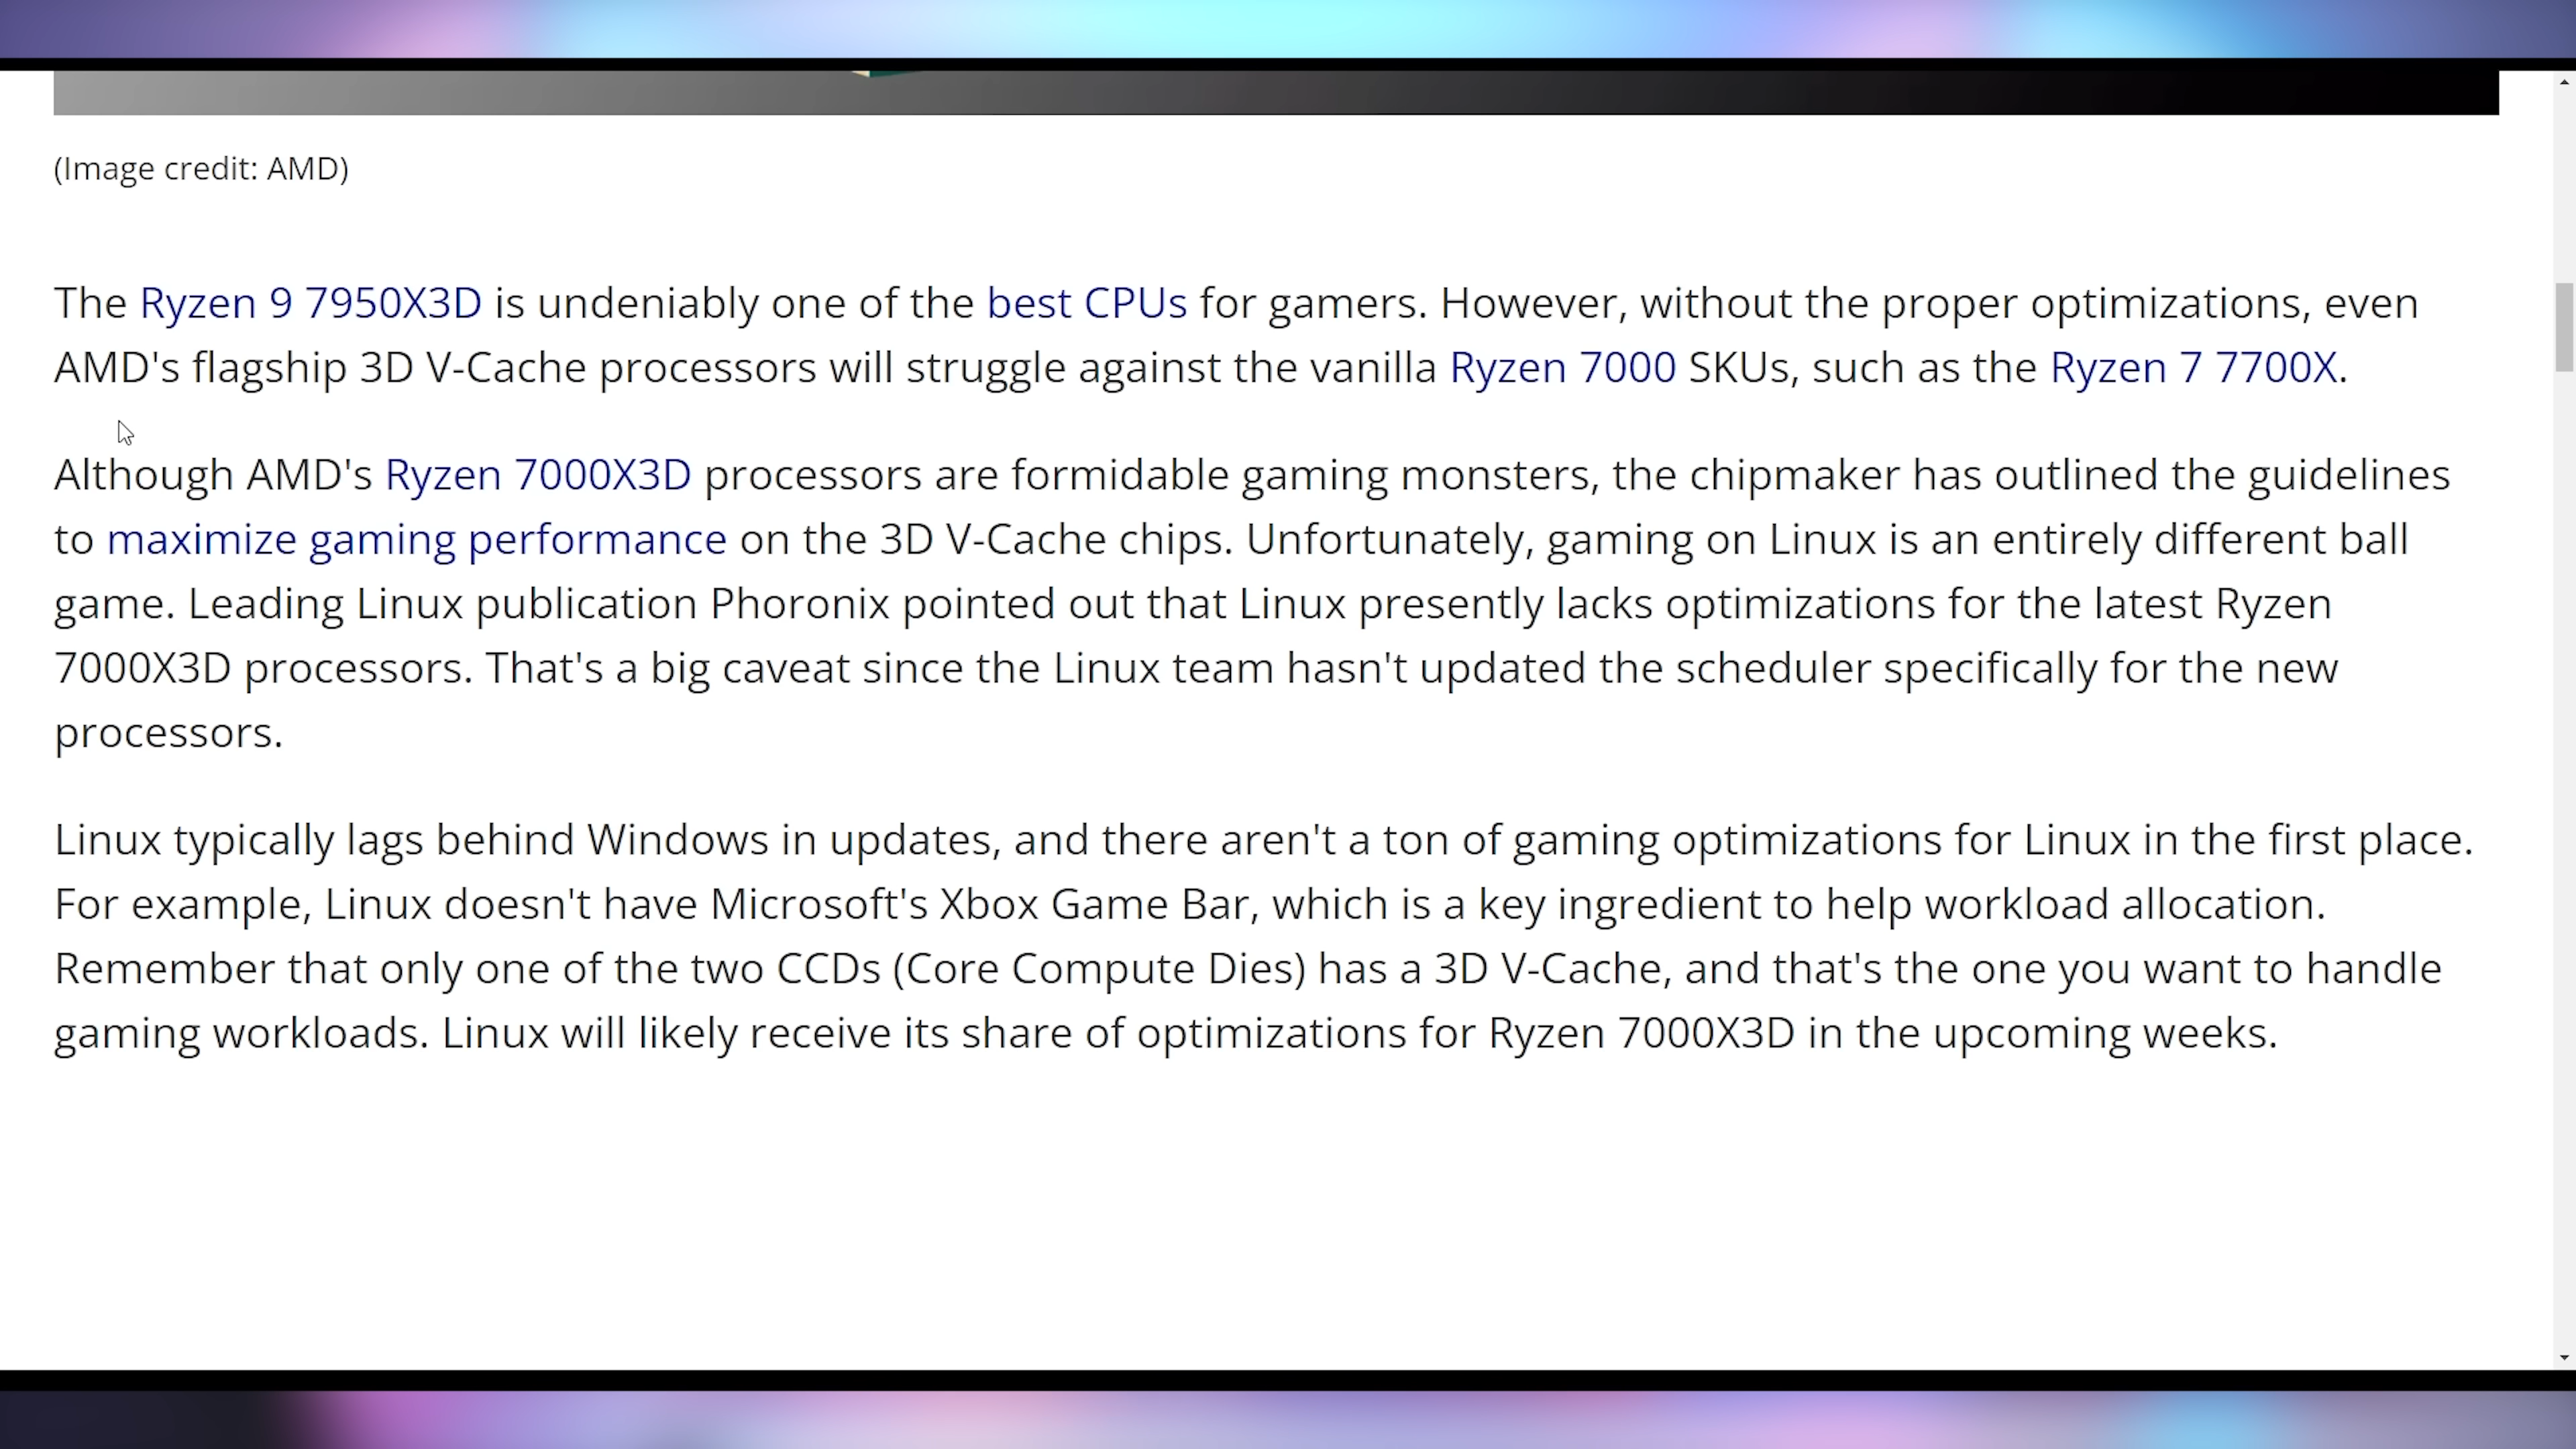 (Image credit: AMD)
The Ryzen 9 7950X3D is undeniably one of the best CPUs for gamers. However, without the proper optimizations, even
AMD's flagship 3D V-Cache processors will struggle against the vanilla Ryzen 7000 SKUs, such as the Ryzen 7 7700X.
Although AMD's Ryzen 7000X3D processors are formidable gaming monsters, the chipmaker has outlined the guidelines
to maximize gaming performance on the 3D V-Cache chips. Unfortunately, gaming on Linux is an entirely different ball
game. Leading Linux publication Phoronix pointed out that Linux presently lacks optimizations for the latest Ryzen
7000X3D processors. That's a big caveat since the Linux team hasn't updated the scheduler specifically for the new
processors.
Linux typically lags behind Windows in updates, and there aren't a ton of gaming optimizations for Linux in the first place.
For example, Linux doesn't have Microsoft's Xbox Game Bar, which is a key ingredient to help workload allocation.
Remember that only one of the two CCDs (Core Compute Dies) has a 3D V-Cache, and that's the one you want to handle
gaming workloads. Linux will likely receive its share of optimizations for Ryzen 7000X3D in the upcoming weeks.